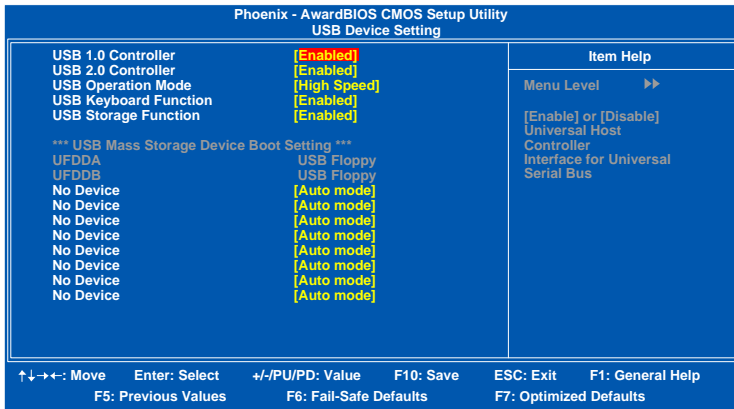 Phoenix - AwardBIOS CMOS Setup Utility
USB Device Setting
USB 1.0 Controller [Enabled]
USB 2.0 Controller [Enabled]
USB Operation Mode [High Speed]
USB Keyboard Function [Enabled]
USB Storage Function [Enabled]
*** USB Mass Storage Device Boot Setting ***
UFDDA USB Floppy
UFDDB USB Floppy
No Device [Auto mode]
No Device [Auto mode]
No Device [Auto mode]
No Device [Auto mode]
No Device [Auto mode]
No Device [Auto mode]
No Device [Auto mode]
No Device [Auto mode]
Item Help
Menu Level ▶▶
[Enable] or [Disable]
Universal Host
Controller
Interface for Universal
Serial Bus
↑↓→←: Move Enter: Select +/-/PU/PD: Value F10: Save ESC: Exit F1: General Help
F5: Previous Values F6: Fail-Safe Defaults F7: Optimized Defaults